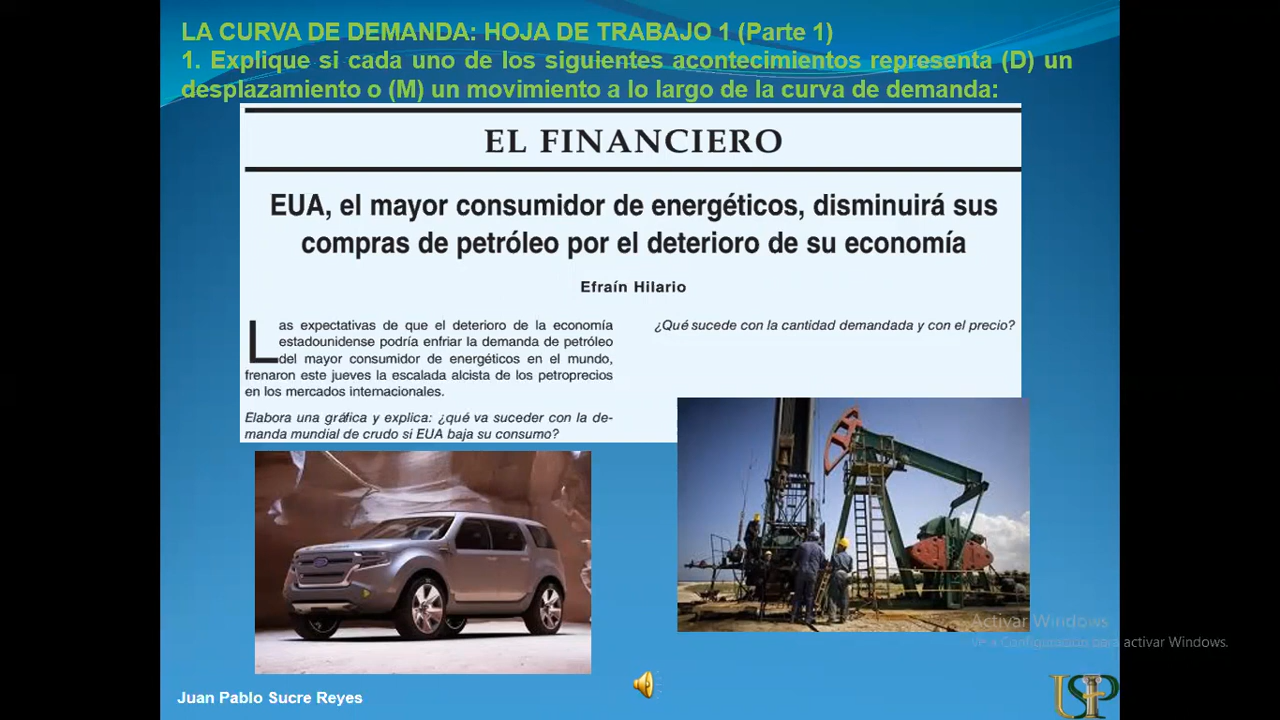 LA CURVA DE DEMANDA: HOJA DE TRABAJO 1 (Parte 1)
1. Explique si cada uno de los siguientes acontecimientos representa (D) un
desplazamiento o (M) un movimiento a lo largo de la curva de demanda:
EL FINANCIERO
EUA, el mayor consumidor de energéticos, disminuirá sus
compras de petróleo por el deterioro de su economía
Efraín Hilario
Las expectativas de que el deterioro de la economía
estadounidense podría enfriar la demanda de petróleo
del mayor consumidor de energéticos en el mundo,
frenaron este jueves la escalada alcista de los petroprecios
en los mercados internacionales.
Elabora una gráfica y explica: ¿qué va suceder con la de-
manda mundial de crudo si EUA baja su consumo?
¿Qué sucede con la cantidad demandada y con el precio?
Activar Windows
Ve a Configuración para activar Windows.
Juan Pablo Sucre Reyes
USP